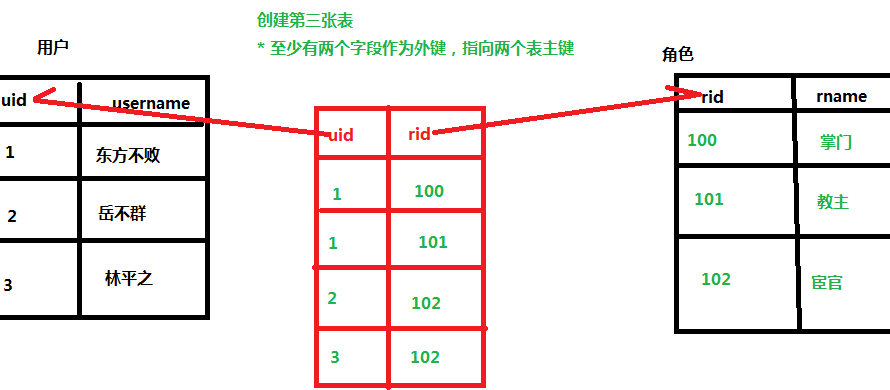 创建第三张表
* 至少有两个字段作为外键，指向两个表主键
用户
uid username
1 东方不败
2 岳不群
3 林平之
uid rid
1 100
1 101
2 102
3 102
角色
rid rname
100 掌门
101 教主
102 宦官